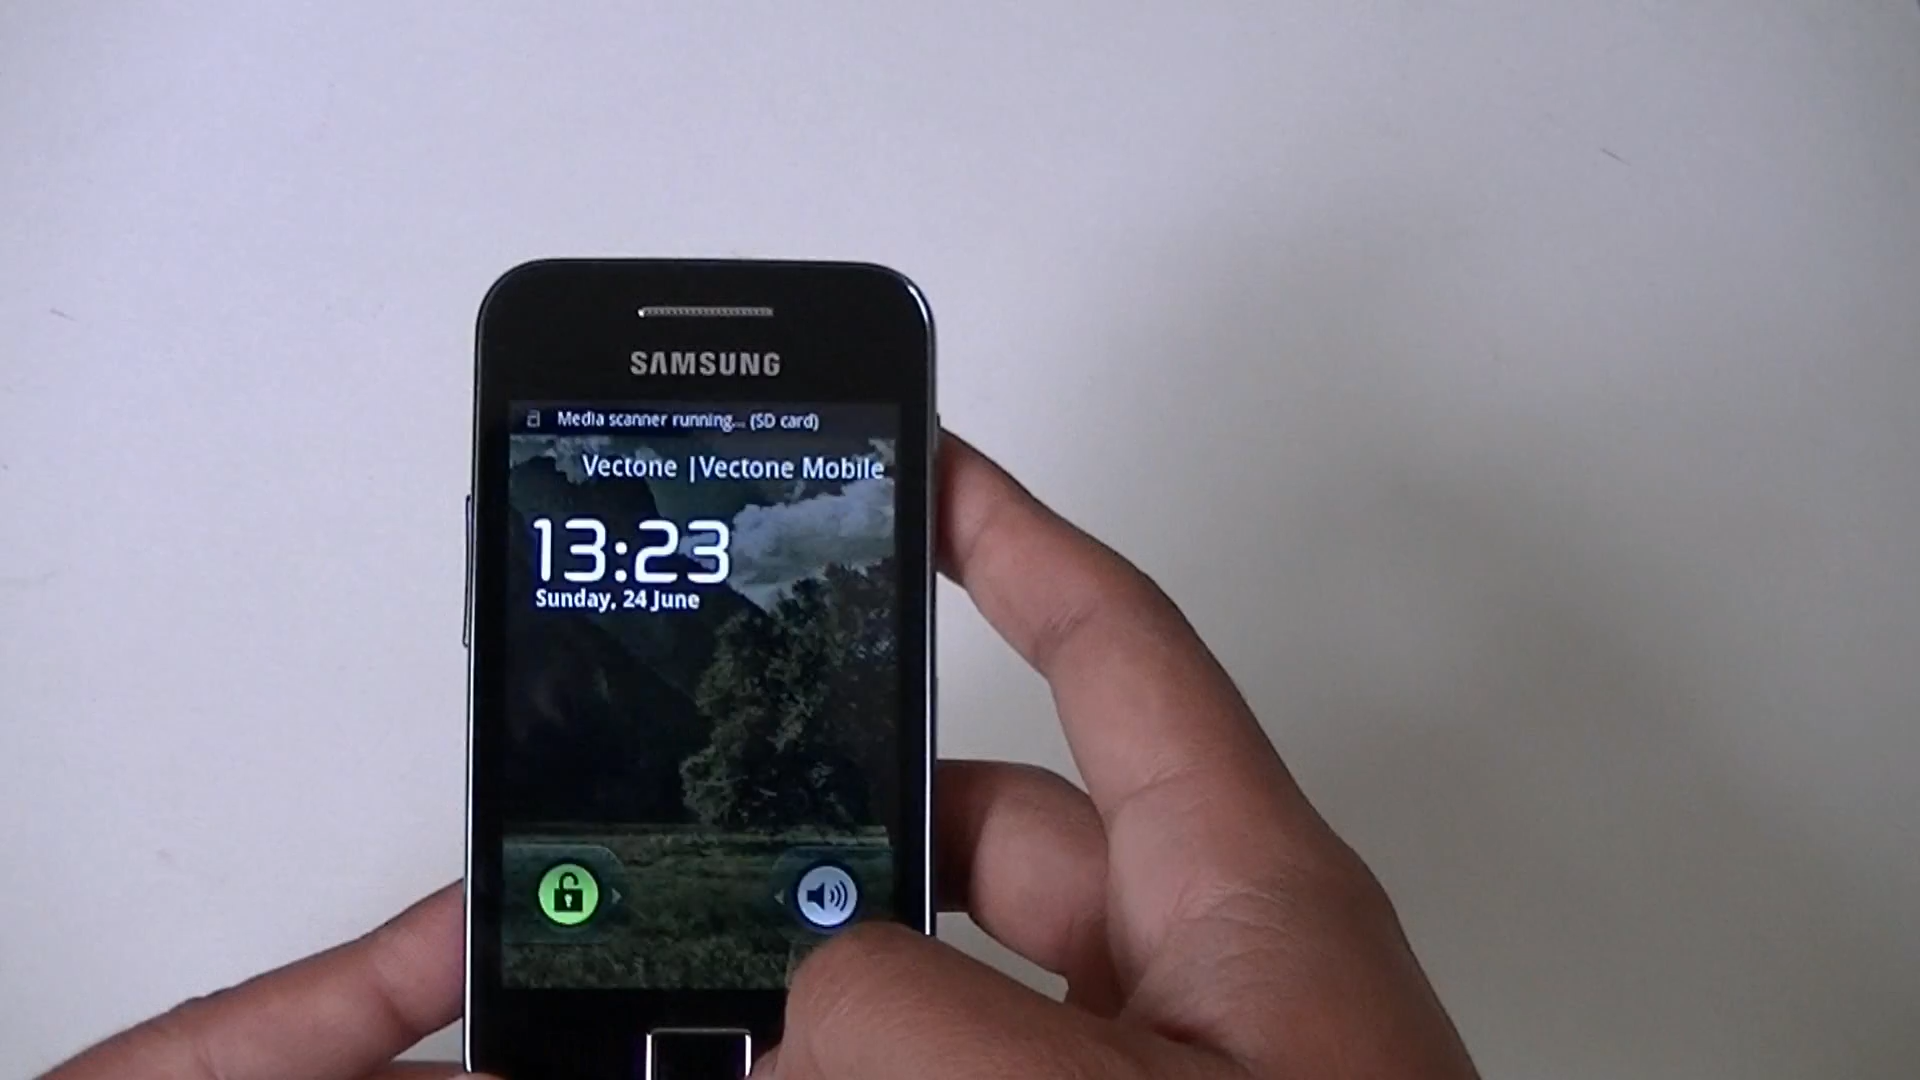 SAMSUNG
Media scanner running... (SD card)
Vectone |Vectone Mobile
13:23
Sunday, 24 June